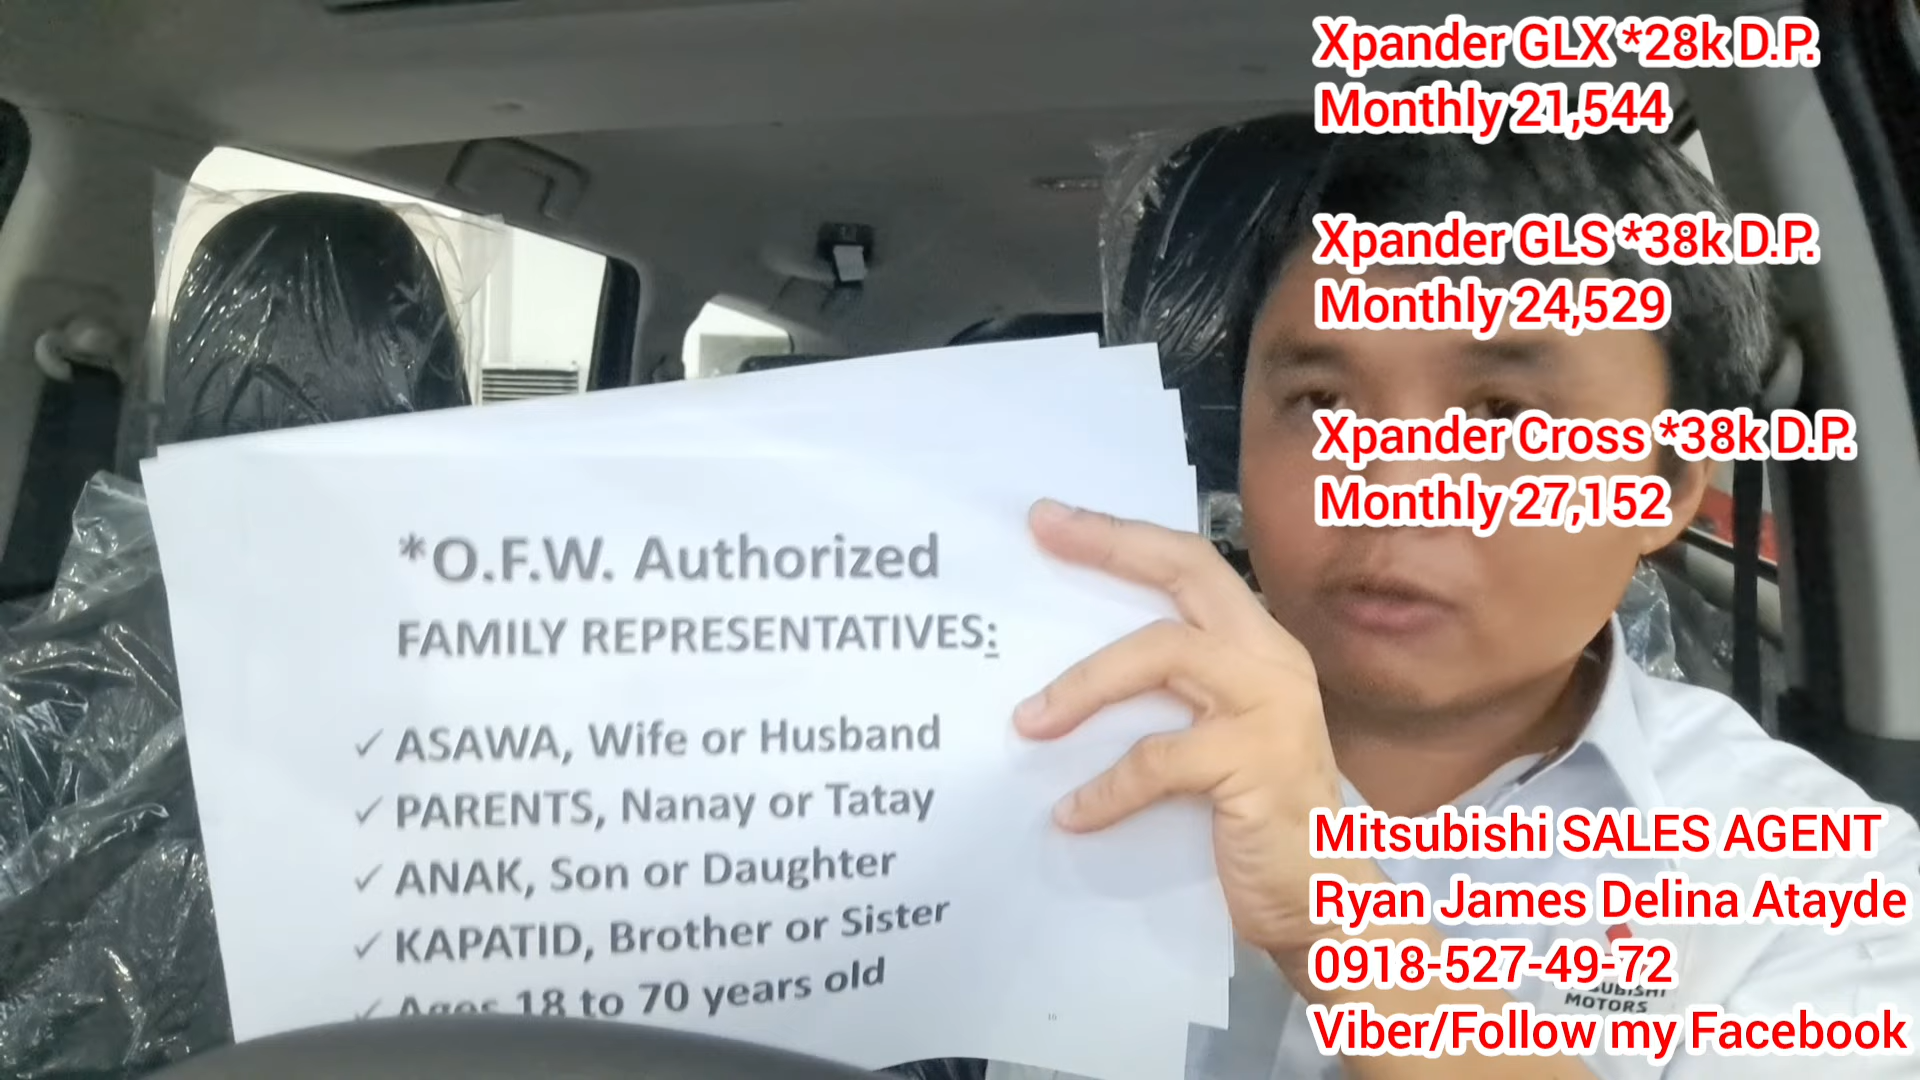 Xpander GLX *28k D.P.
Monthly 21,544
Xpander GLS *38k D.P.
Monthly 24,529
Xpander Cross *38k D.P.
Monthly 27,152
*O.F.W. Authorized
FAMILY REPRESENTATIVES:
✓ ASAWA, Wife or Husband
✓ PARENTS, Nanay or Tatay
✓ ANAK, Son or Daughter
✓ KAPATID, Brother or Sister
✓ Ages 18 to 70 years old
16
Mitsubishi SALES AGENT
Ryan James Delina Atayde
0918-527-49-72
MOTORS
Viber/Follow my Facebook